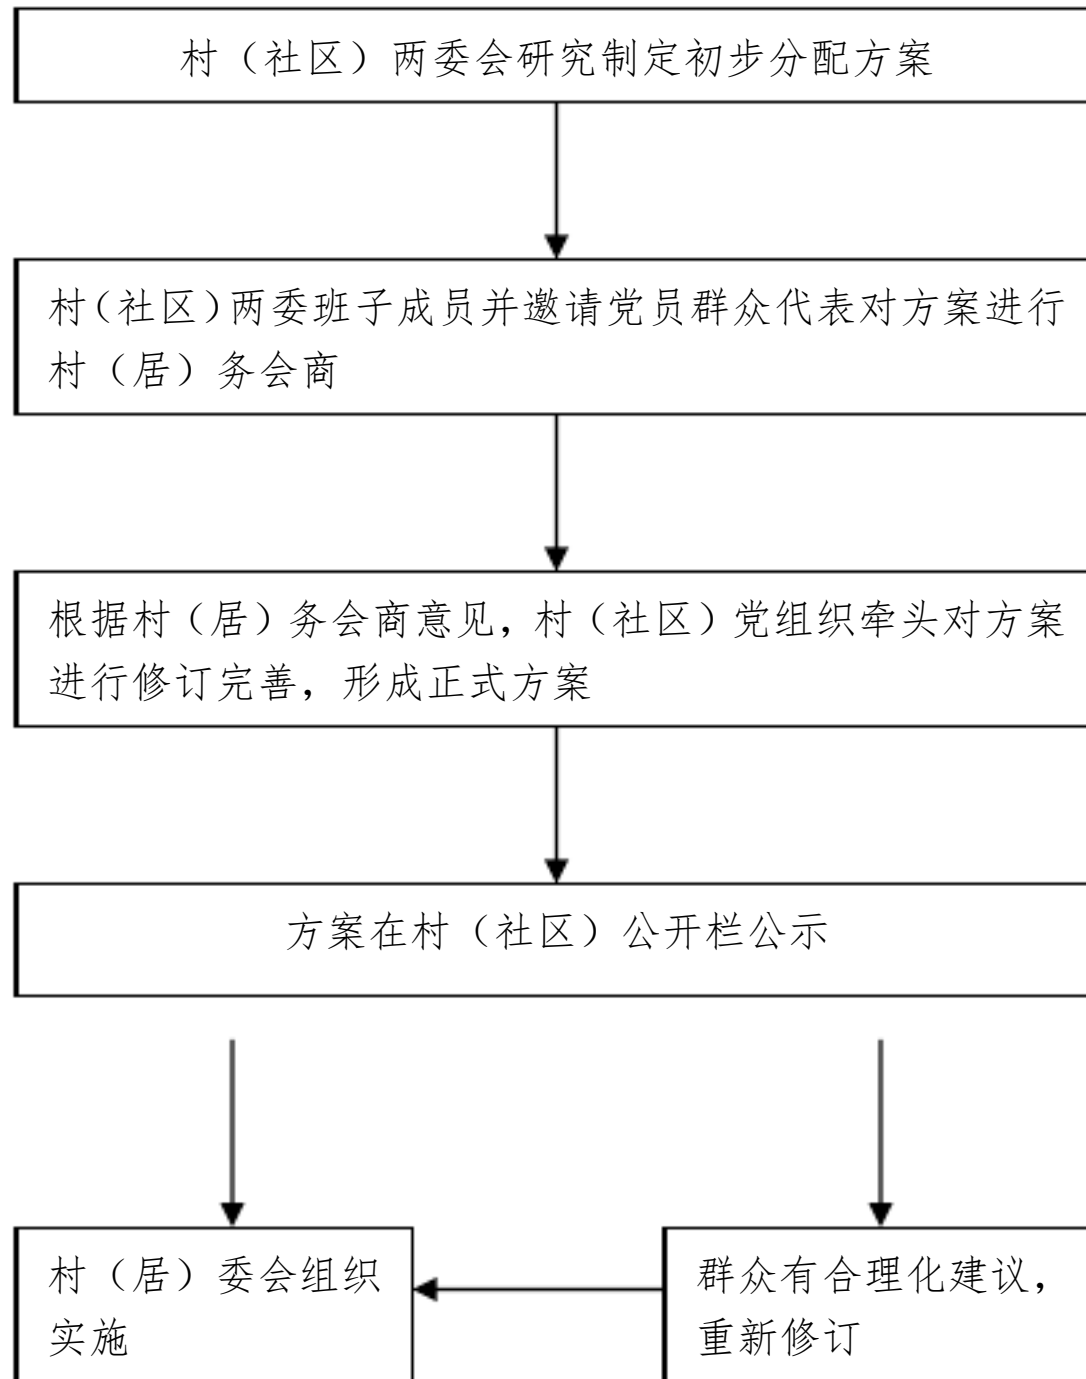 村（社区）两委会研究制定初步分配方案
村（社区）两委班子成员并邀请党员群众代表对方案进行
村（居）务会商
根据村（居）务会商意见，村（社区）党组织牵头对方案
进行修订完善，形成正式方案
方案在村（社区）公开栏公示
村（居）委会组织
实施
群众有合理化建议，
重新修订